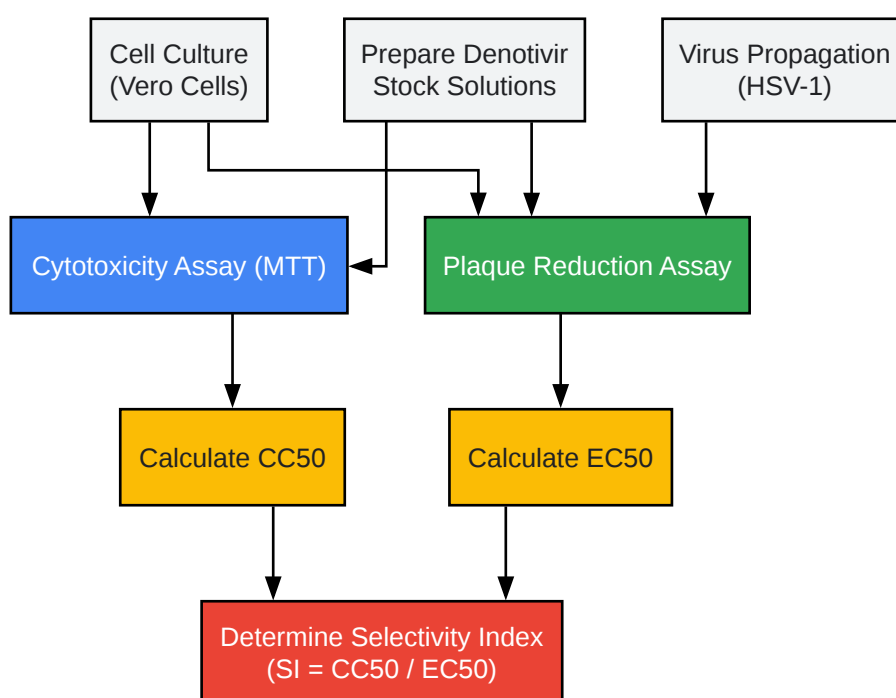 Cell Culture
(Vero Cells)
Prepare Denotivir
Stock Solutions
Virus Propagation
(HSV-1)
Cytotoxicity Assay (MTT)
Plaque Reduction Assay
Calculate CC50
Calculate EC50
Determine Selectivity Index
(SI = CC50 / EC50)